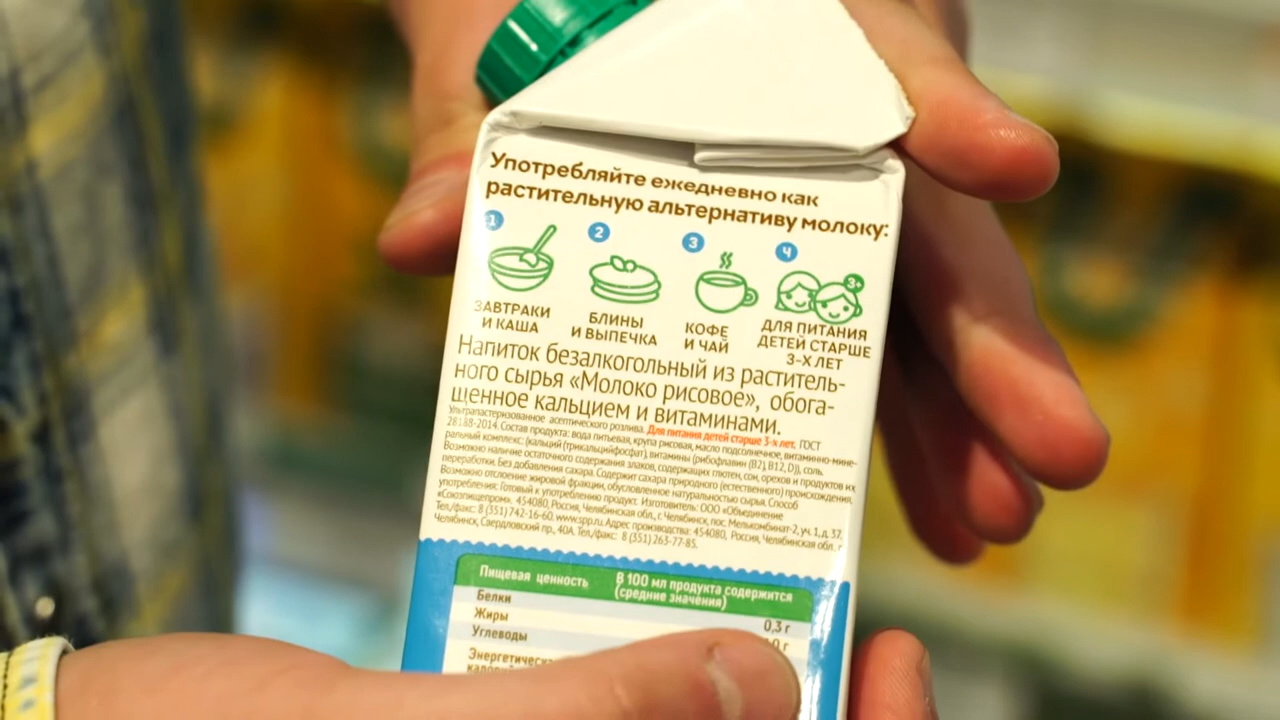 Употребляйте ежедневно как
растительную альтернативу молоку:
1 2 3 4
3+
ЗАВТРАКИ
И КАША
БЛИНЫ
И ВЫПЕЧКА
КОФЕ
И ЧАЙ
ДЛЯ ПИТАНИЯ
ДЕТЕЙ СТАРШЕ
3-Х ЛЕТ
Напиток безалкогольный из раститель-
ного сырья «Молоко рисовое», обога-
щенное кальцием и витаминами.
Ультрапастеризованное асептического розлива. Для питания детей старше 3-х лет. ГОСТ
28188-2014. Состав продукта: вода питьевая, крупа рисовая, масло подсолнечное, витаминно-мине-
ральный комплекс: (кальций (трикальцийфосфат), витамины (рибофлавин (B2), B12, D)), соль.
Возможно наличие остаточного содержания злаков, содержащих глютен, сои, орехов и продуктов их
переработки. Без добавления сахара. Содержит сахара природного (естественного) происхождения.
Возможно отслоение жировой фракции, обусловленное натуральностью сырья. Способ
употребления: Готовый к употреблению продукт. Изготовитель: ООО «Объединение
«Союзпищепром», 454080, Россия, Челябинская обл., г. Челябинск, пос. Мелькомбинат-2, уч. 1, д. 37.
Тел./факс: 8 (351) 742-16-60. www.spp.ru. Адрес производства: 454080, Россия, Челябинская обл., г.
Челябинск, Свердловский пр., 40А. Тел./факс: 8 (351) 263-77-85.
Пищевая ценность В 100 мл продукта содержится
(средние значения)
Белки 0,3 г
Жиры
Углеводы